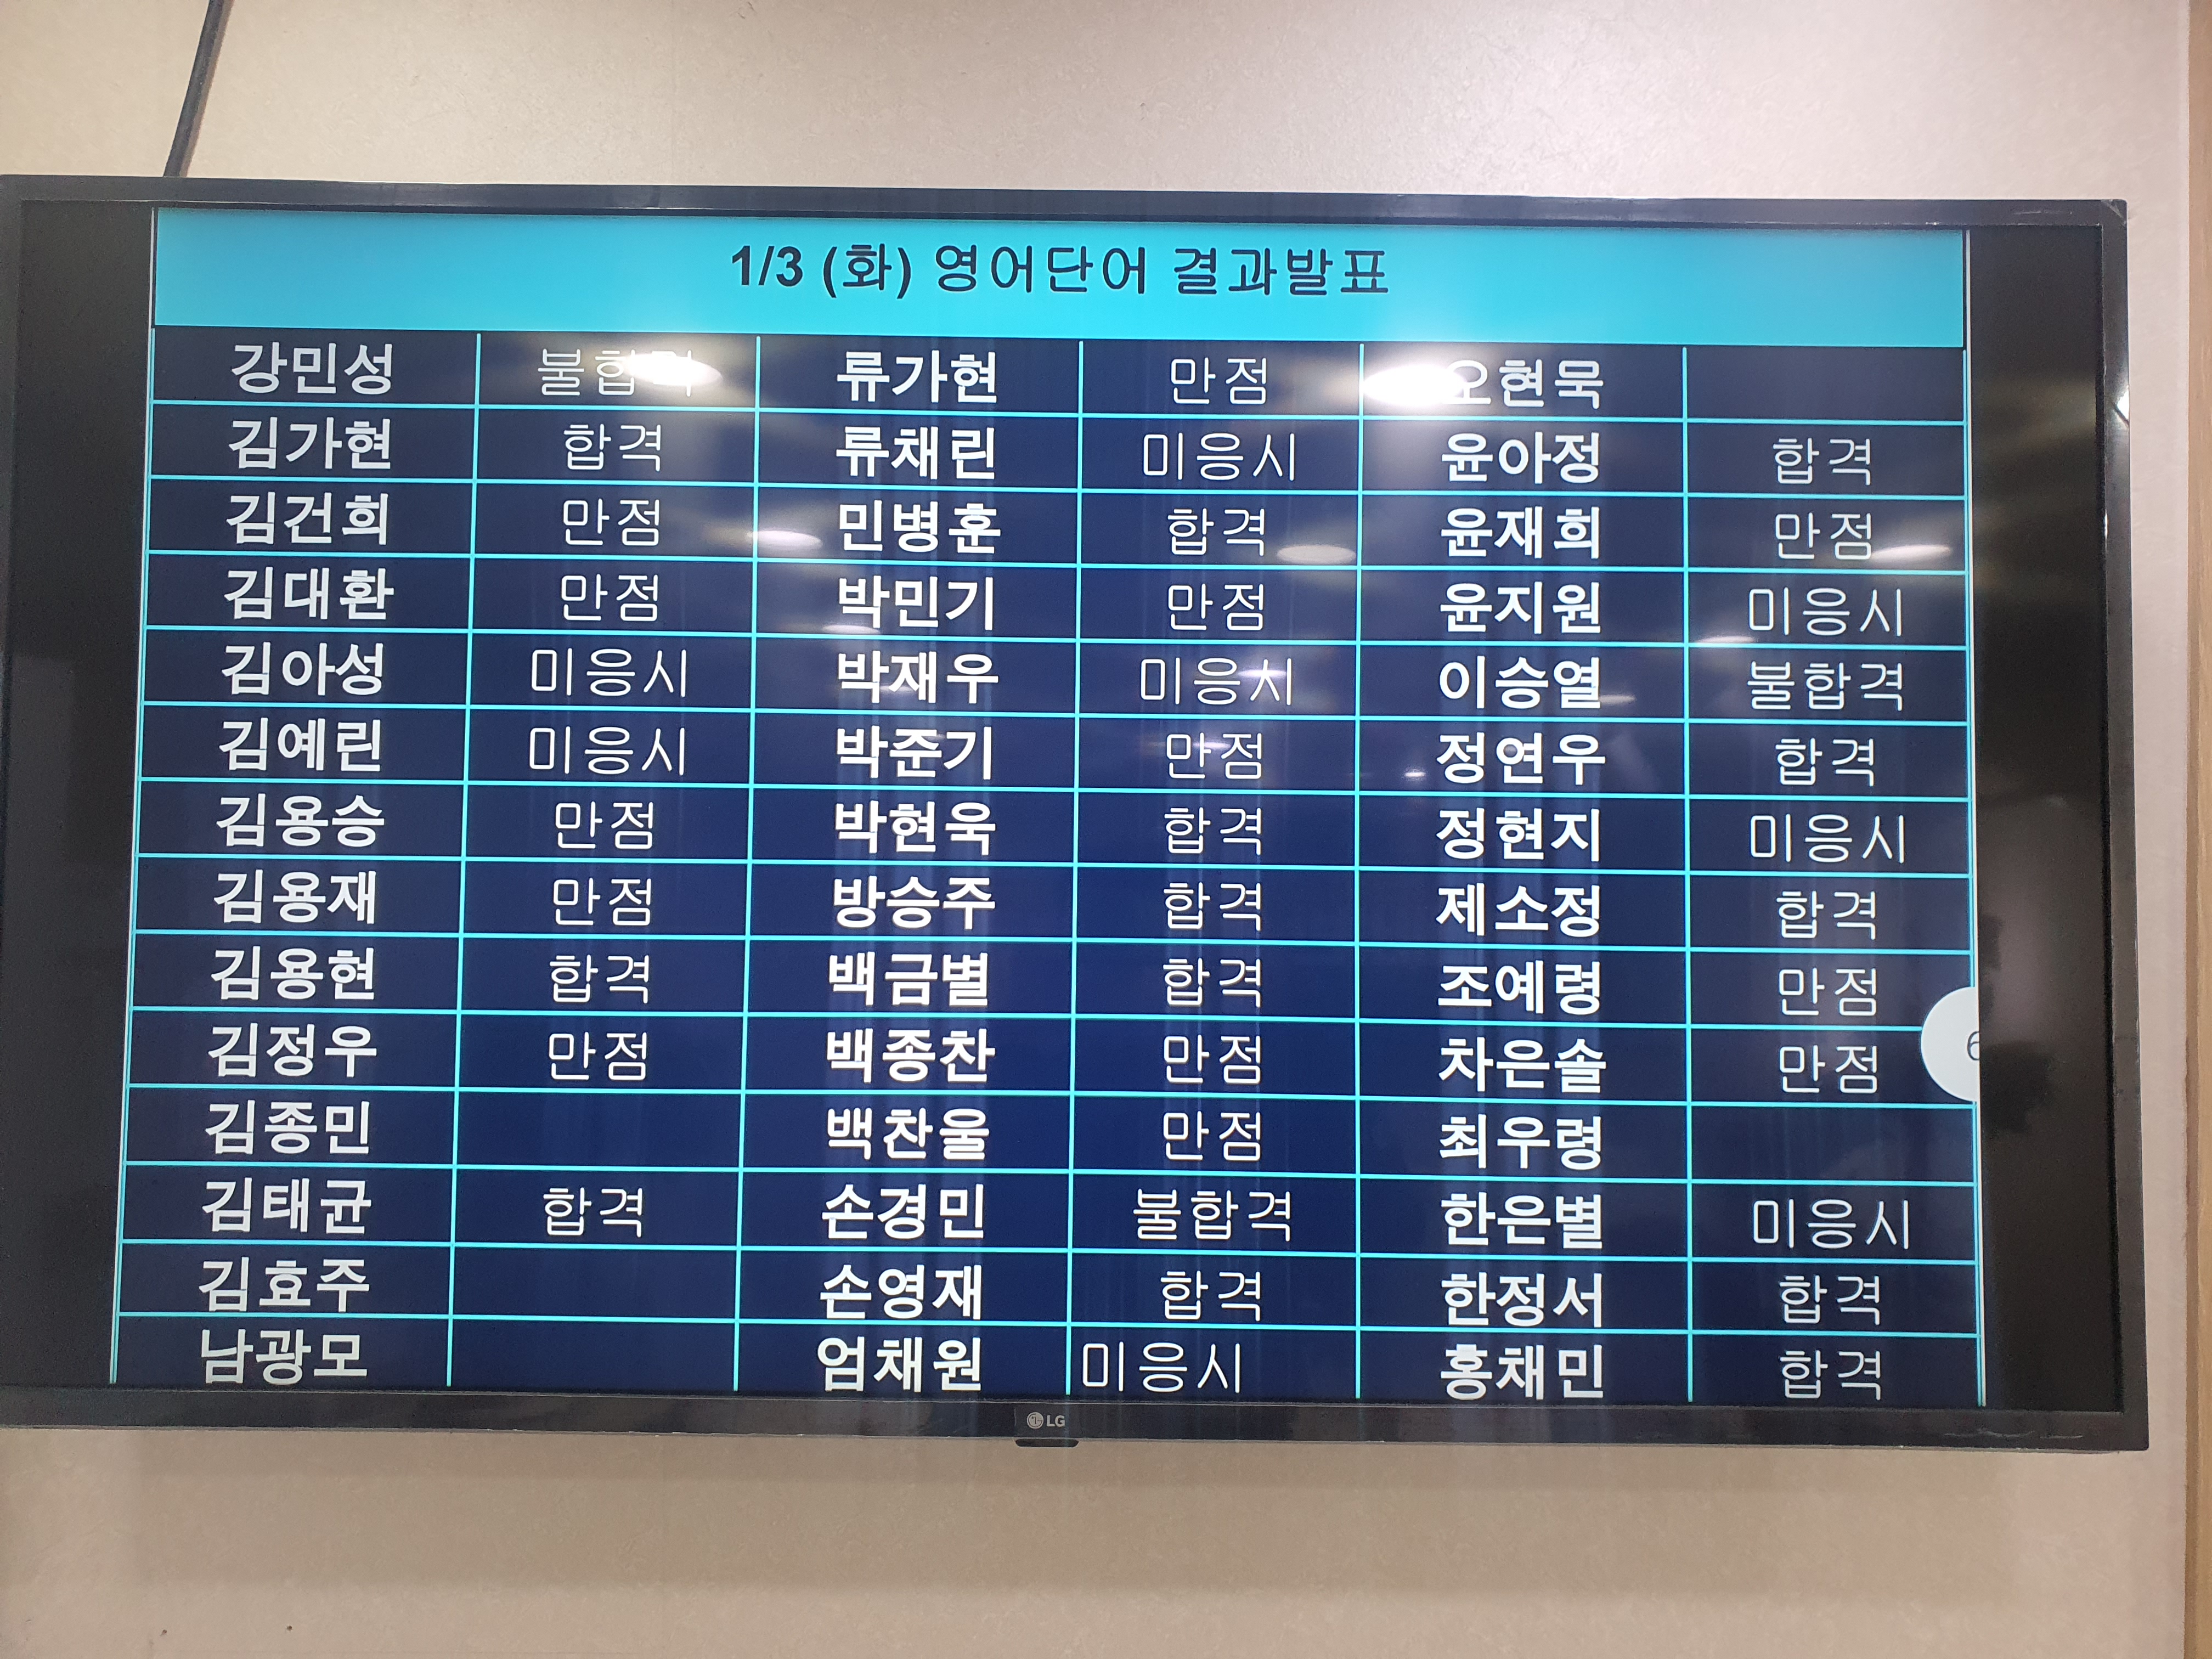 1/3 (화) 영어단어 결과발표
강민성 불합격 류가현 만점 오현묵
김가현 합격 류채린 미응시 윤아정 합격
김건희 만점 민병훈 합격 윤재희 만점
김대환 만점 박민기 만점 윤지원 미응시
김아성 미응시 박재우 미응시 이승열 불합격
김예린 미응시 박준기 만점 정연우 합격
김용승 만점 박현욱 합격 정현지 미응시
김용재 만점 방승주 합격 제소정 합격
김용현 합격 백금별 합격 조예령 만점
김정우 만점 백종찬 만점 차은솔 만점
6
김종민 백찬울 만점 최우령
김태균 합격 손경민 불합격 한은별 미응시
김효주 손영재 합격 한정서 합격
남광모 엄채원 미응시 홍채민 합격
LG